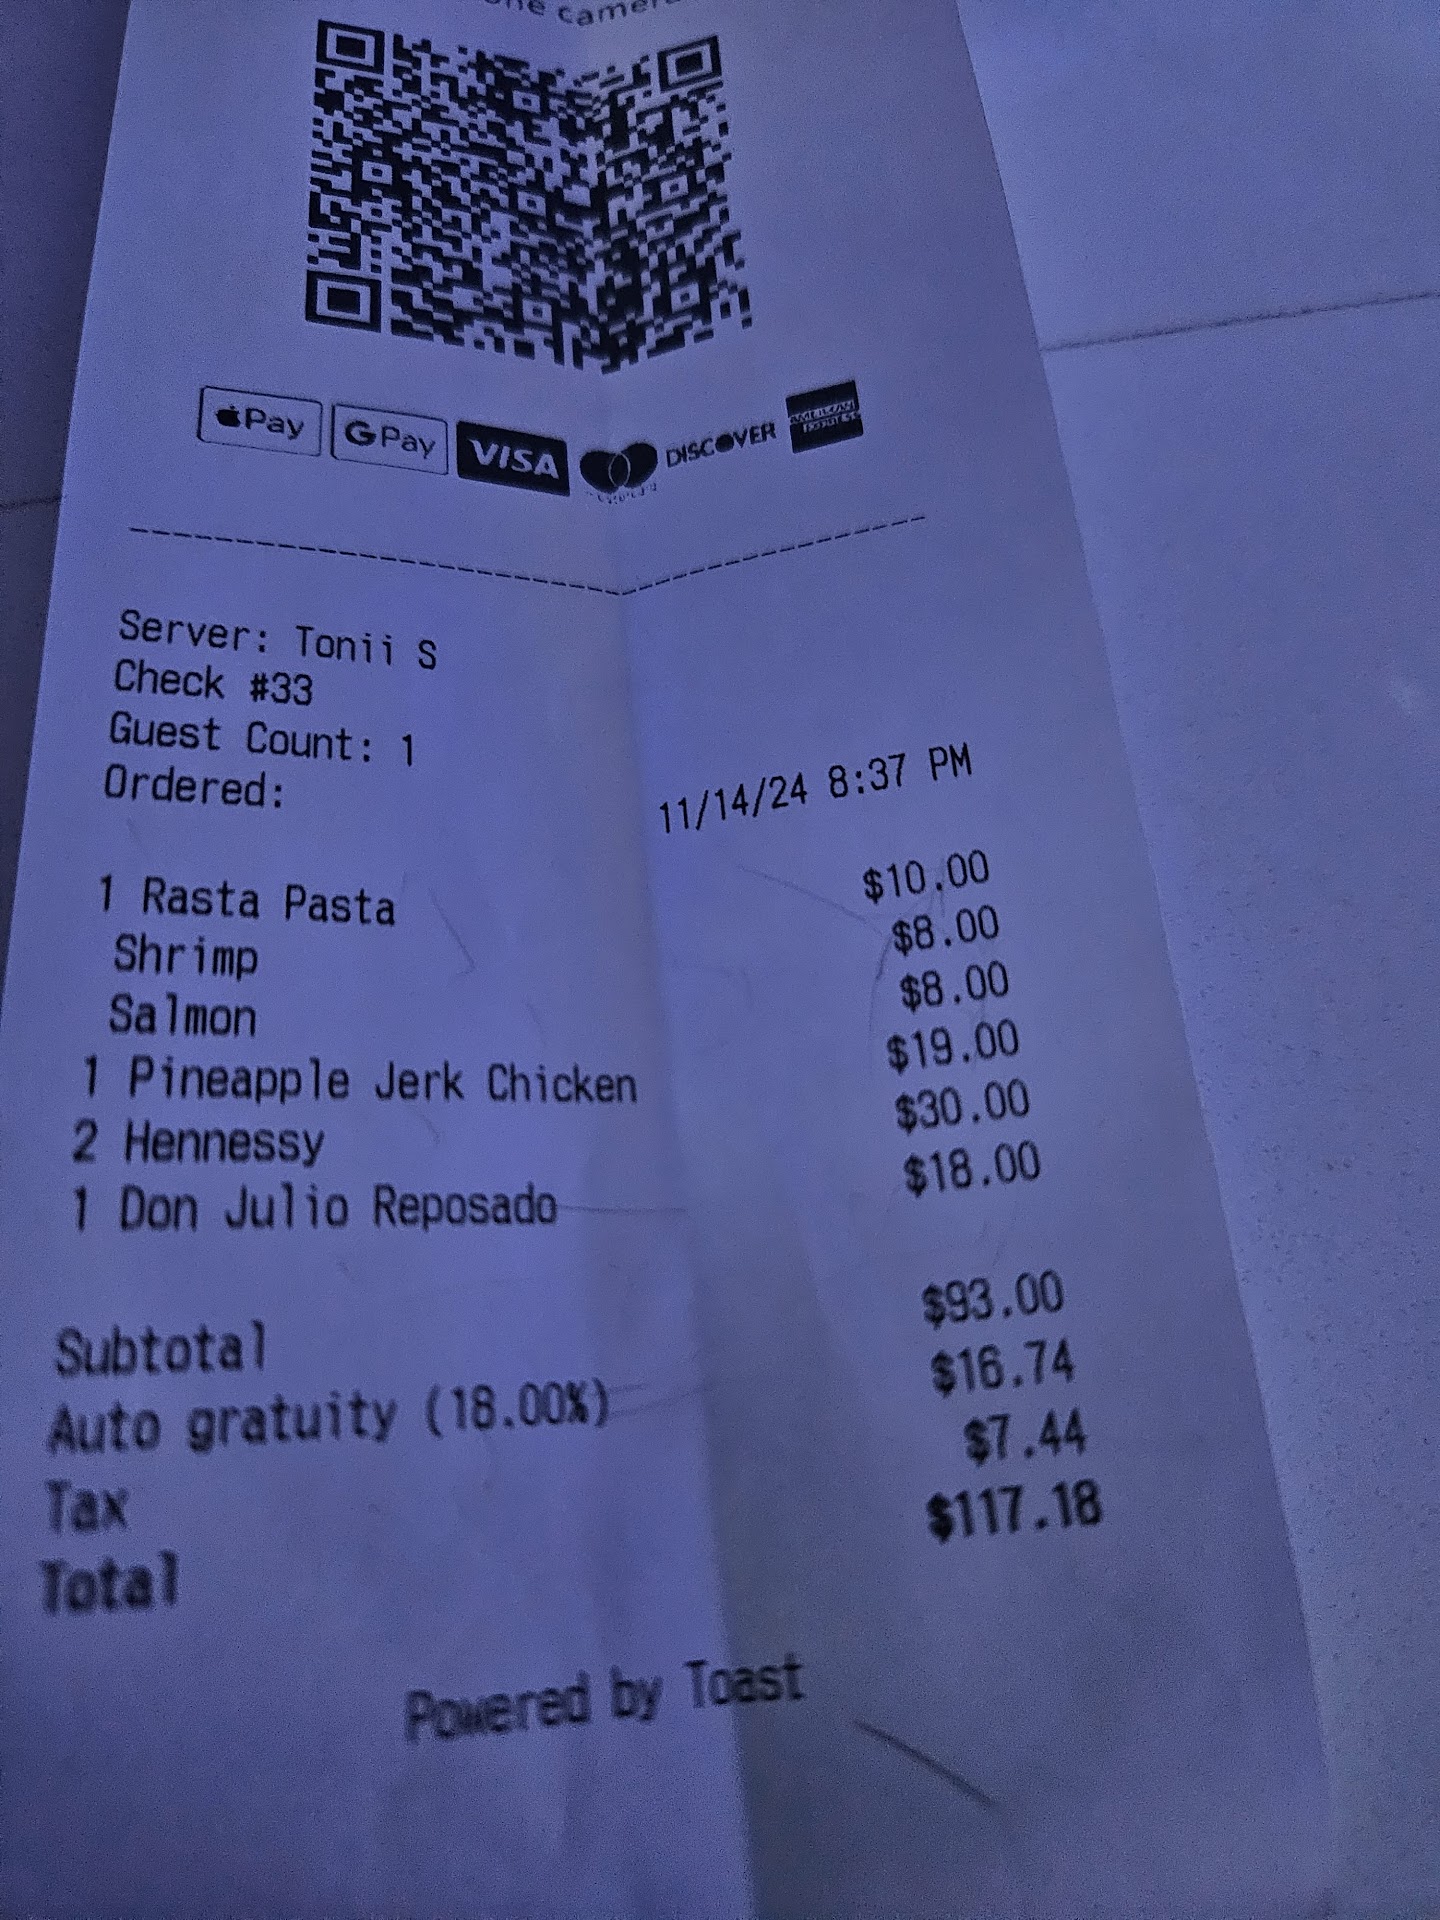 Pay
G Pay
VISA
DISCOVER
AMERICAN
EXPRESS
Server: Tonii S
Check #33
Guest Count: 1
Ordered: 11/14/24 8:37 PM
1 Rasta Pasta $10.00
Shrimp $8.00
Salmon $8.00
1 Pineapple Jerk Chicken $19.00
2 Hennessy $30.00
1 Don Julio Reposado $18.00
Subtotal $93.00
Auto gratuity (18.00%) $16.74
Tax $7.44
Total $117.18
Powered by Toast